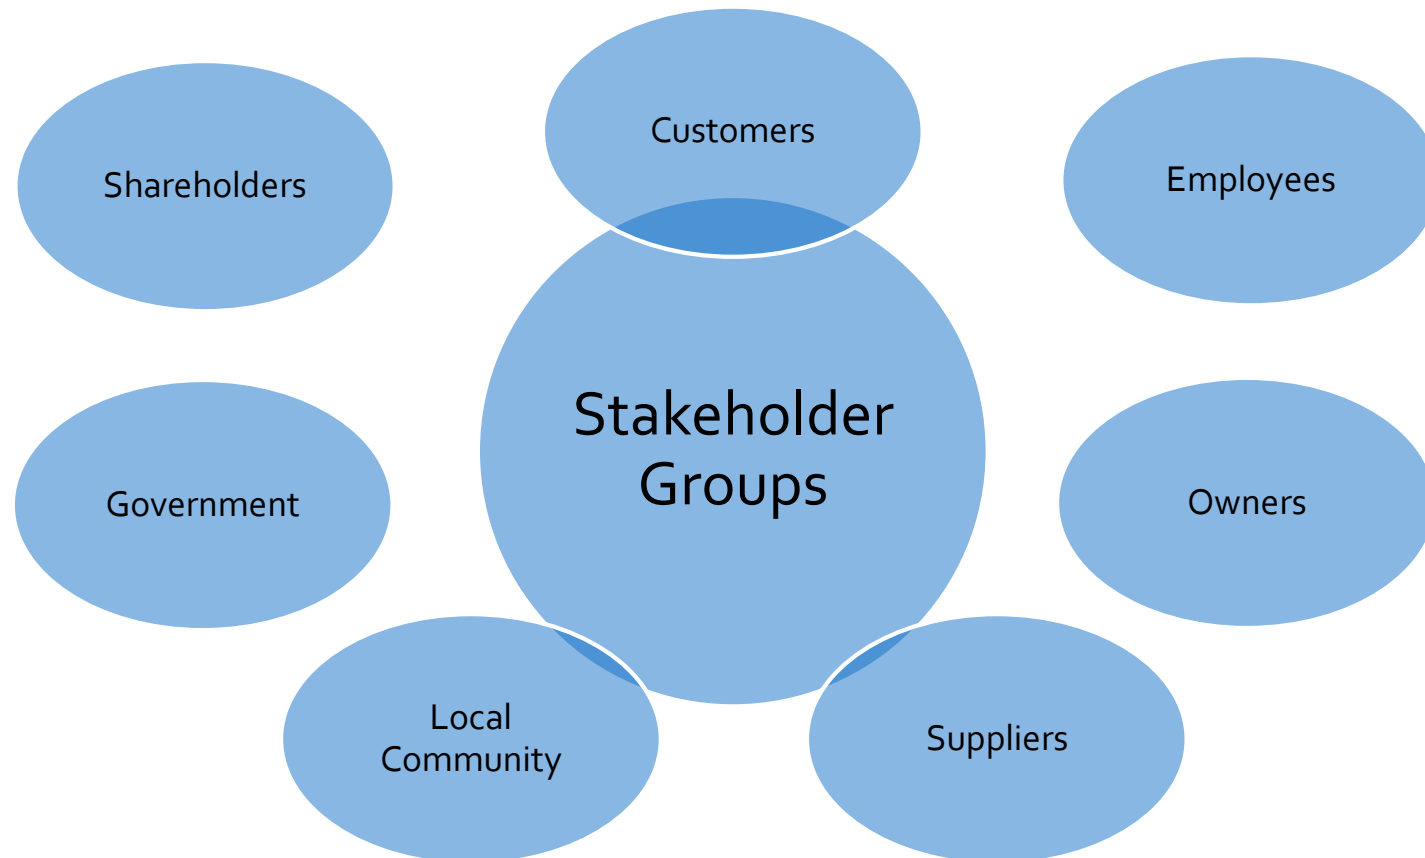 Customers
Shareholders
Employees
Stakeholder
Groups
Government
Owners
Local
Community
Suppliers